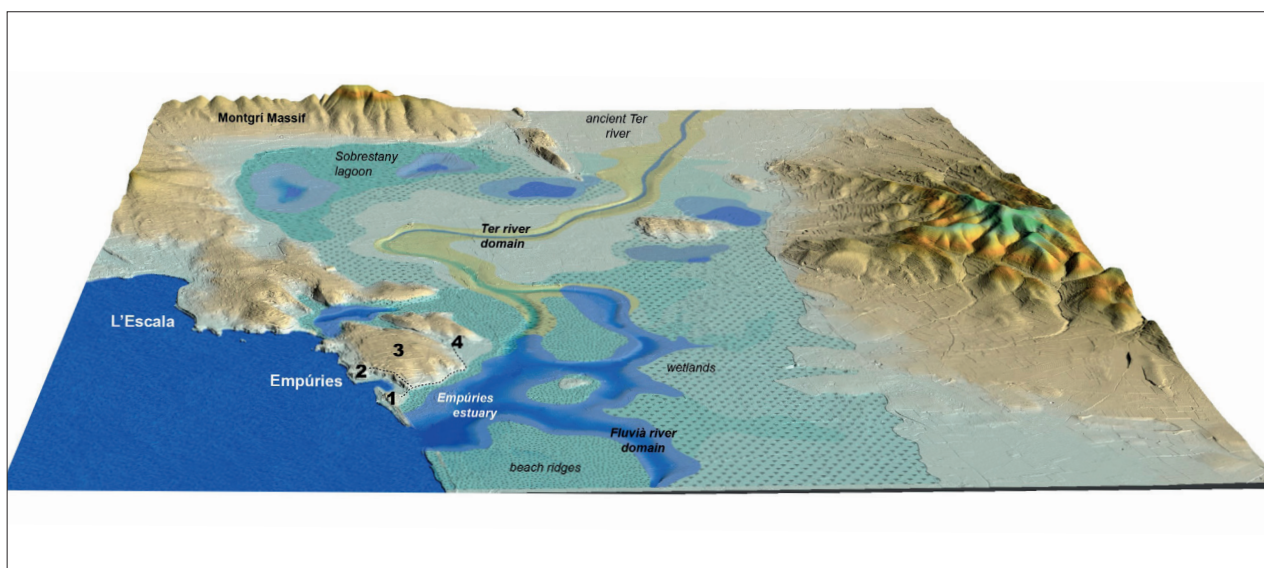 Montgrí Massif
ancient Ter
river
Sobrestany
lagoon
Ter river
domain
L'Escala
3
4
2
Empúries
1
wetlands
Empúries
estuary
Fluvià river
domain
beach ridges